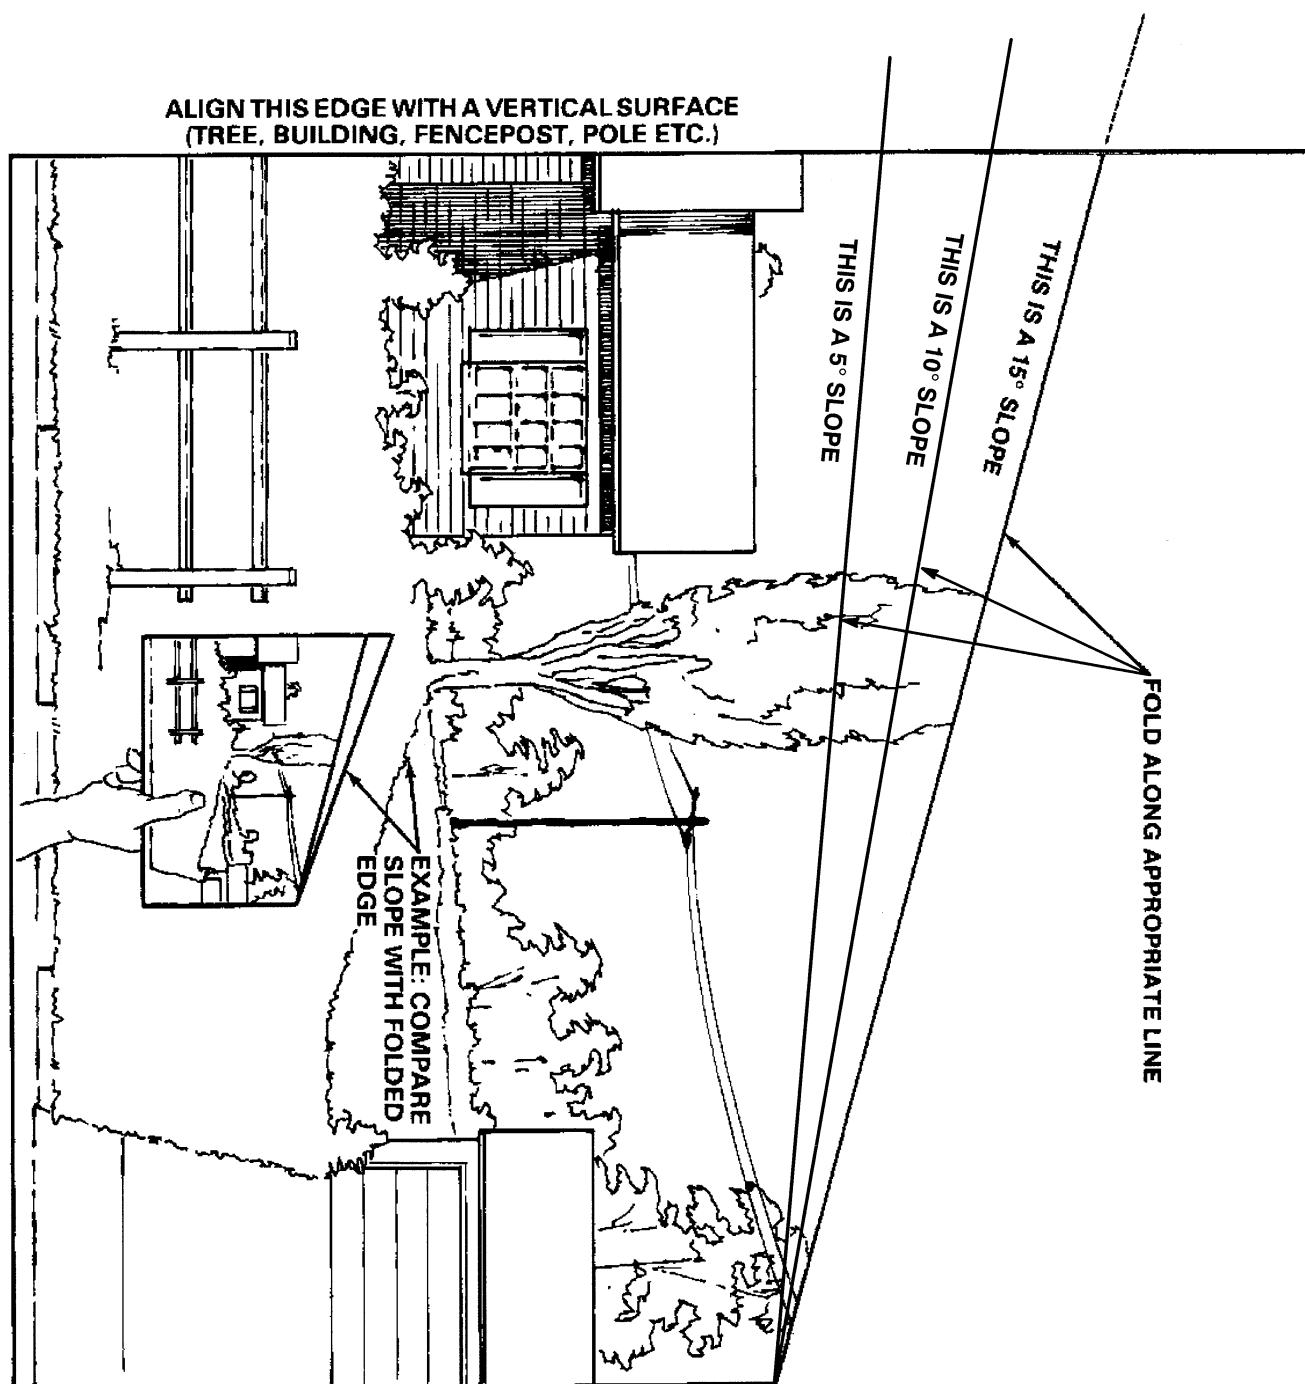 ALIGN THIS EDGE WITH A VERTICAL SURFACE
(TREE, BUILDING, FENCEPOST, POLE ETC.)
THIS IS A 15° SLOPE
THIS IS A 10° SLOPE
THIS IS A 5° SLOPE
FOLD ALONG APPROPRIATE LINE
EXAMPLE: COMPARE
SLOPE WITH FOLDED
EDGE